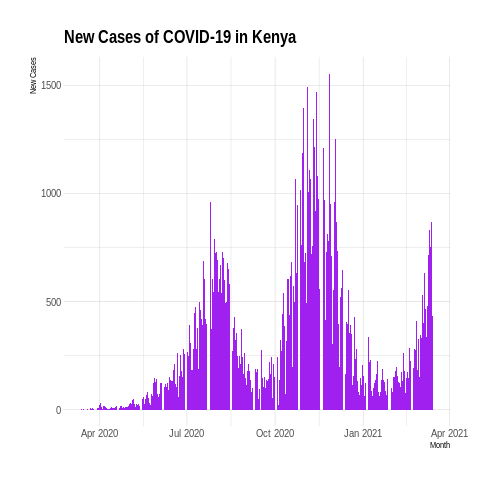 New Cases of COVID-19 in Kenya
New Cases
1500
1000
500
0
Apr 2020 Jul 2020 Oct 2020 Jan 2021 Apr 2021
Month